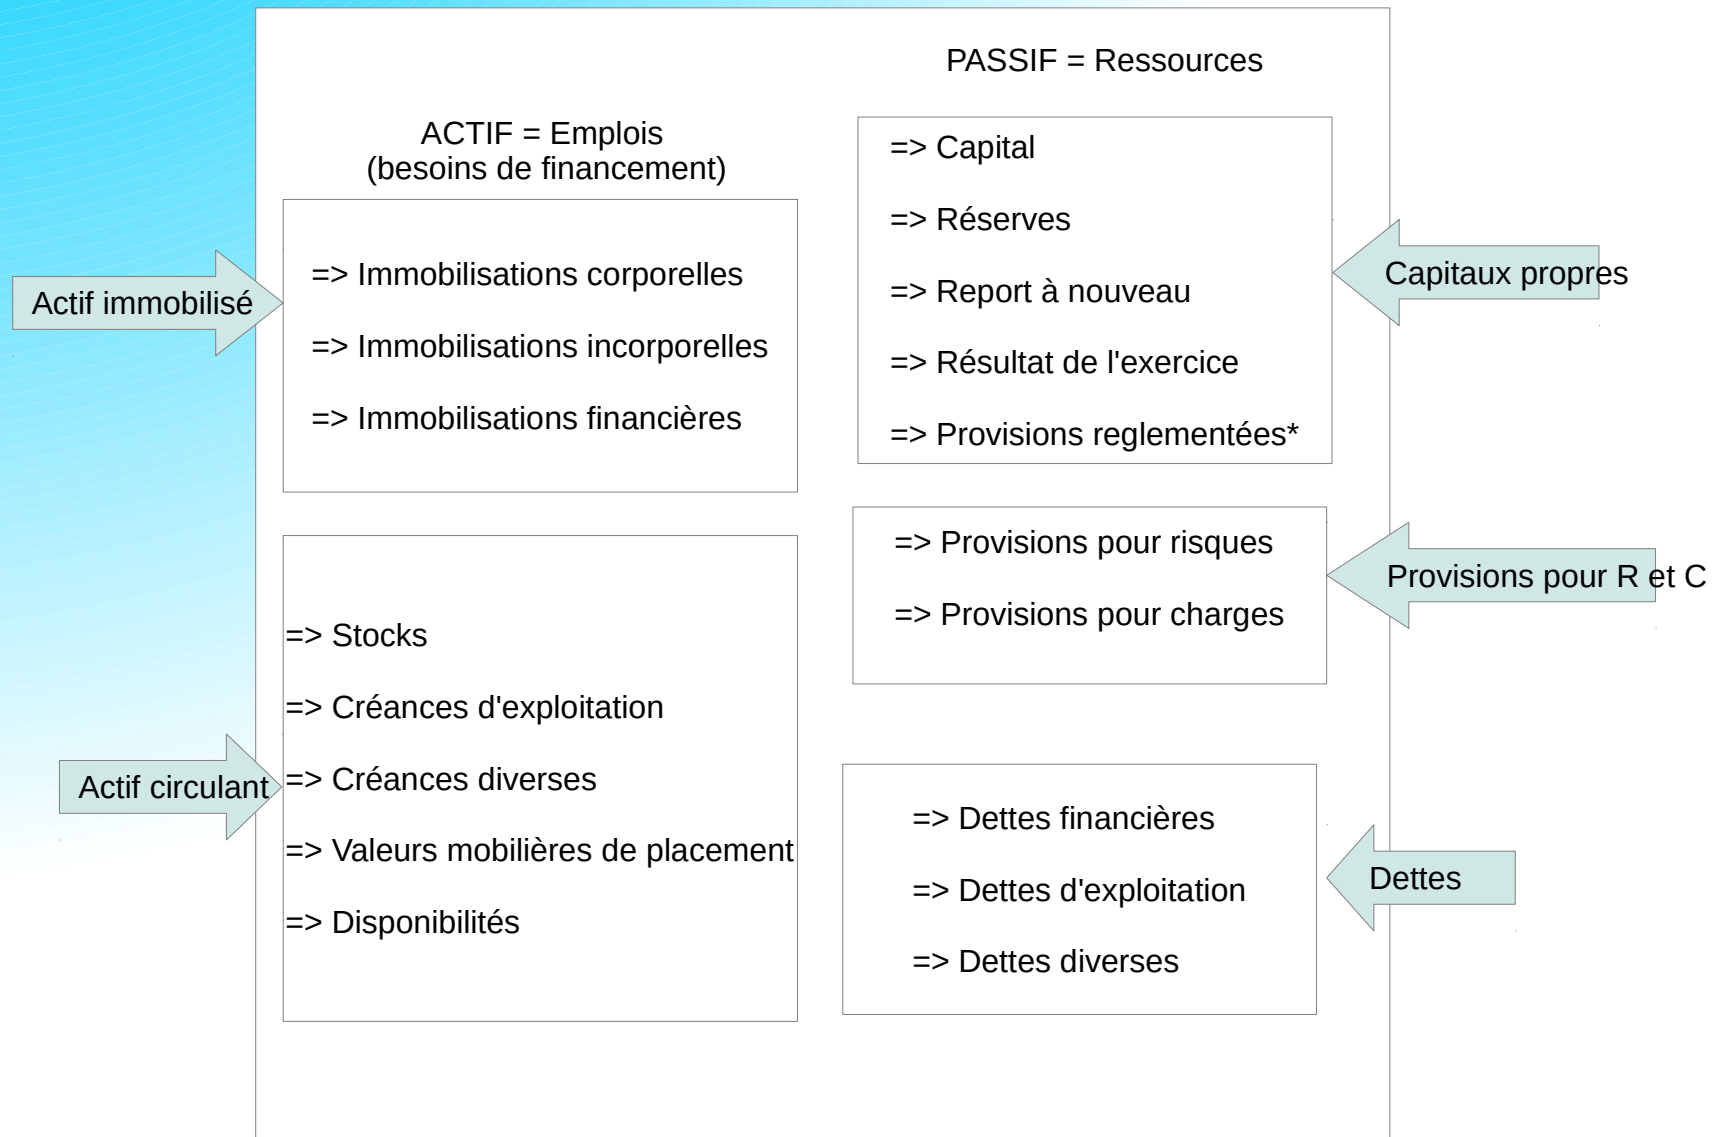 PASSIF = Ressources
ACTIF = Emplois
(besoins de financement)
Actif immobilisé
=> Immobilisations corporelles
=> Immobilisations incorporelles
=> Immobilisations financières
Actif circulant
=> Stocks
=> Créances d'exploitation
=> Créances diverses
=> Valeurs mobilières de placement
=> Disponibilités
=> Capital
=> Réserves
=> Report à nouveau
=> Résultat de l'exercice
=> Provisions reglementées*
Capitaux propres
=> Provisions pour risques
=> Provisions pour charges
Provisions pour R et C
=> Dettes financières
=> Dettes d'exploitation
=> Dettes diverses
Dettes